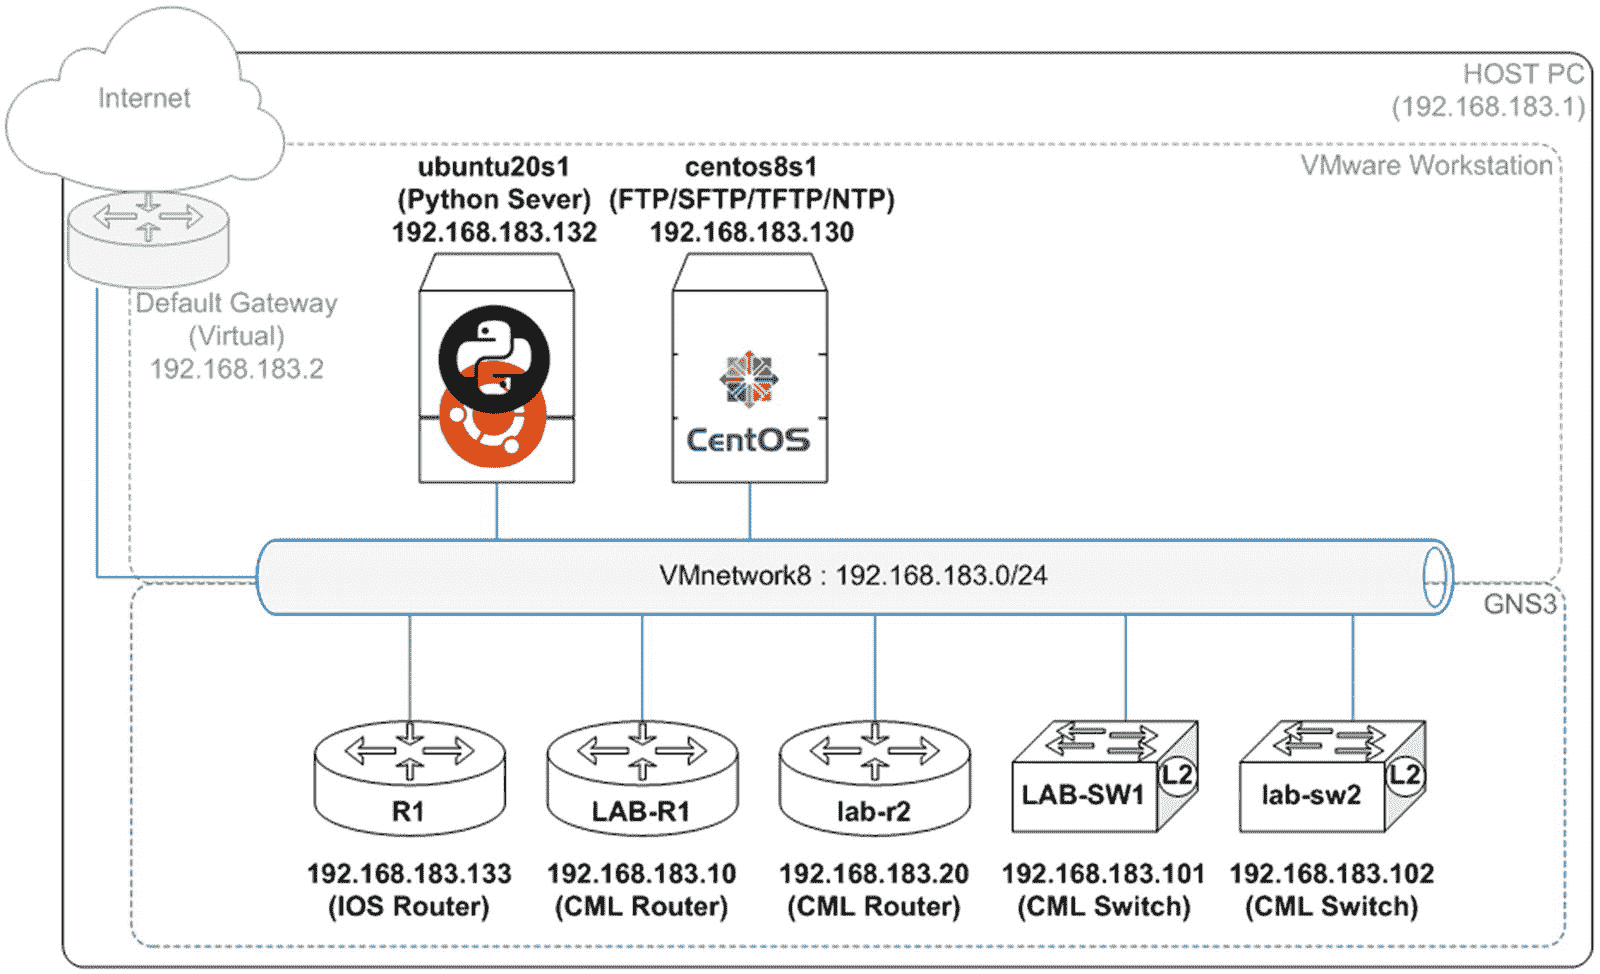 Internet
HOST PC
(192.168.183.1)
VMware Workstation
ubuntu20s1
(Python Sever)
192.168.183.132
centos8s1
(FTP/SFTP/TFTP/NTP)
192.168.183.130
Default Gateway
(Virtual)
192.168.183.2
CentOS
VMnetwork8 : 192.168.183.0/24
GNS3
R1
192.168.183.133
(IOS Router)
LAB-R1
192.168.183.10
(CML Router)
lab-r2
192.168.183.20
(CML Router)
LAB-SW1
L2
192.168.183.101
(CML Switch)
lab-sw2
L2
192.168.183.102
(CML Switch)